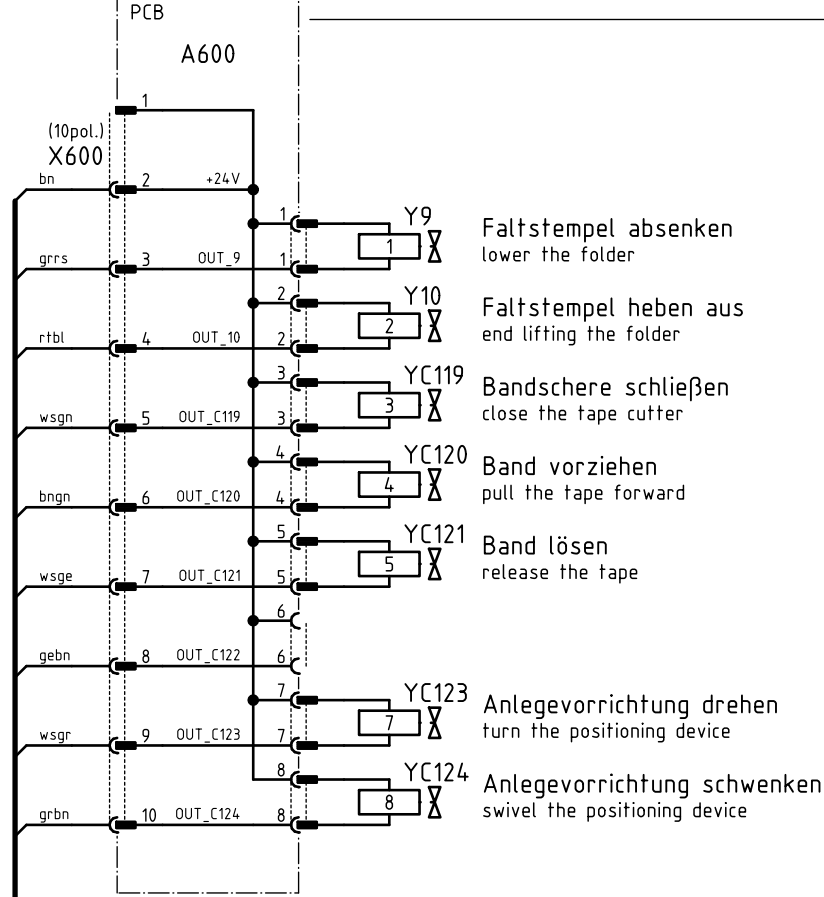 PCB
A600
1
(10pol.)
X600
bn
2
+24V
1
Y9
1
Faltstempel absenken
lower the folder
grrs
3
OUT_9
1
2
Y10
2
Faltstempel heben aus
end lifting the folder
rtbl
4
OUT_10
2
3
YC119
3
Bandschere schließen
close the tape cutter
wsgn
5
OUT_C119
3
4
YC120
4
Band vorziehen
pull the tape forward
bngn
6
OUT_C120
4
5
YC121
5
Band lösen
release the tape
wsge
7
OUT_C121
5
6
gebn
8
OUT_C122
6
7
YC123
7
Anlegevorrichtung drehen
turn the positioning device
wsgr
9
OUT_C123
7
8
YC124
8
Anlegevorrichtung schwenken
swivel the positioning device
grbn
10
OUT_C124
8